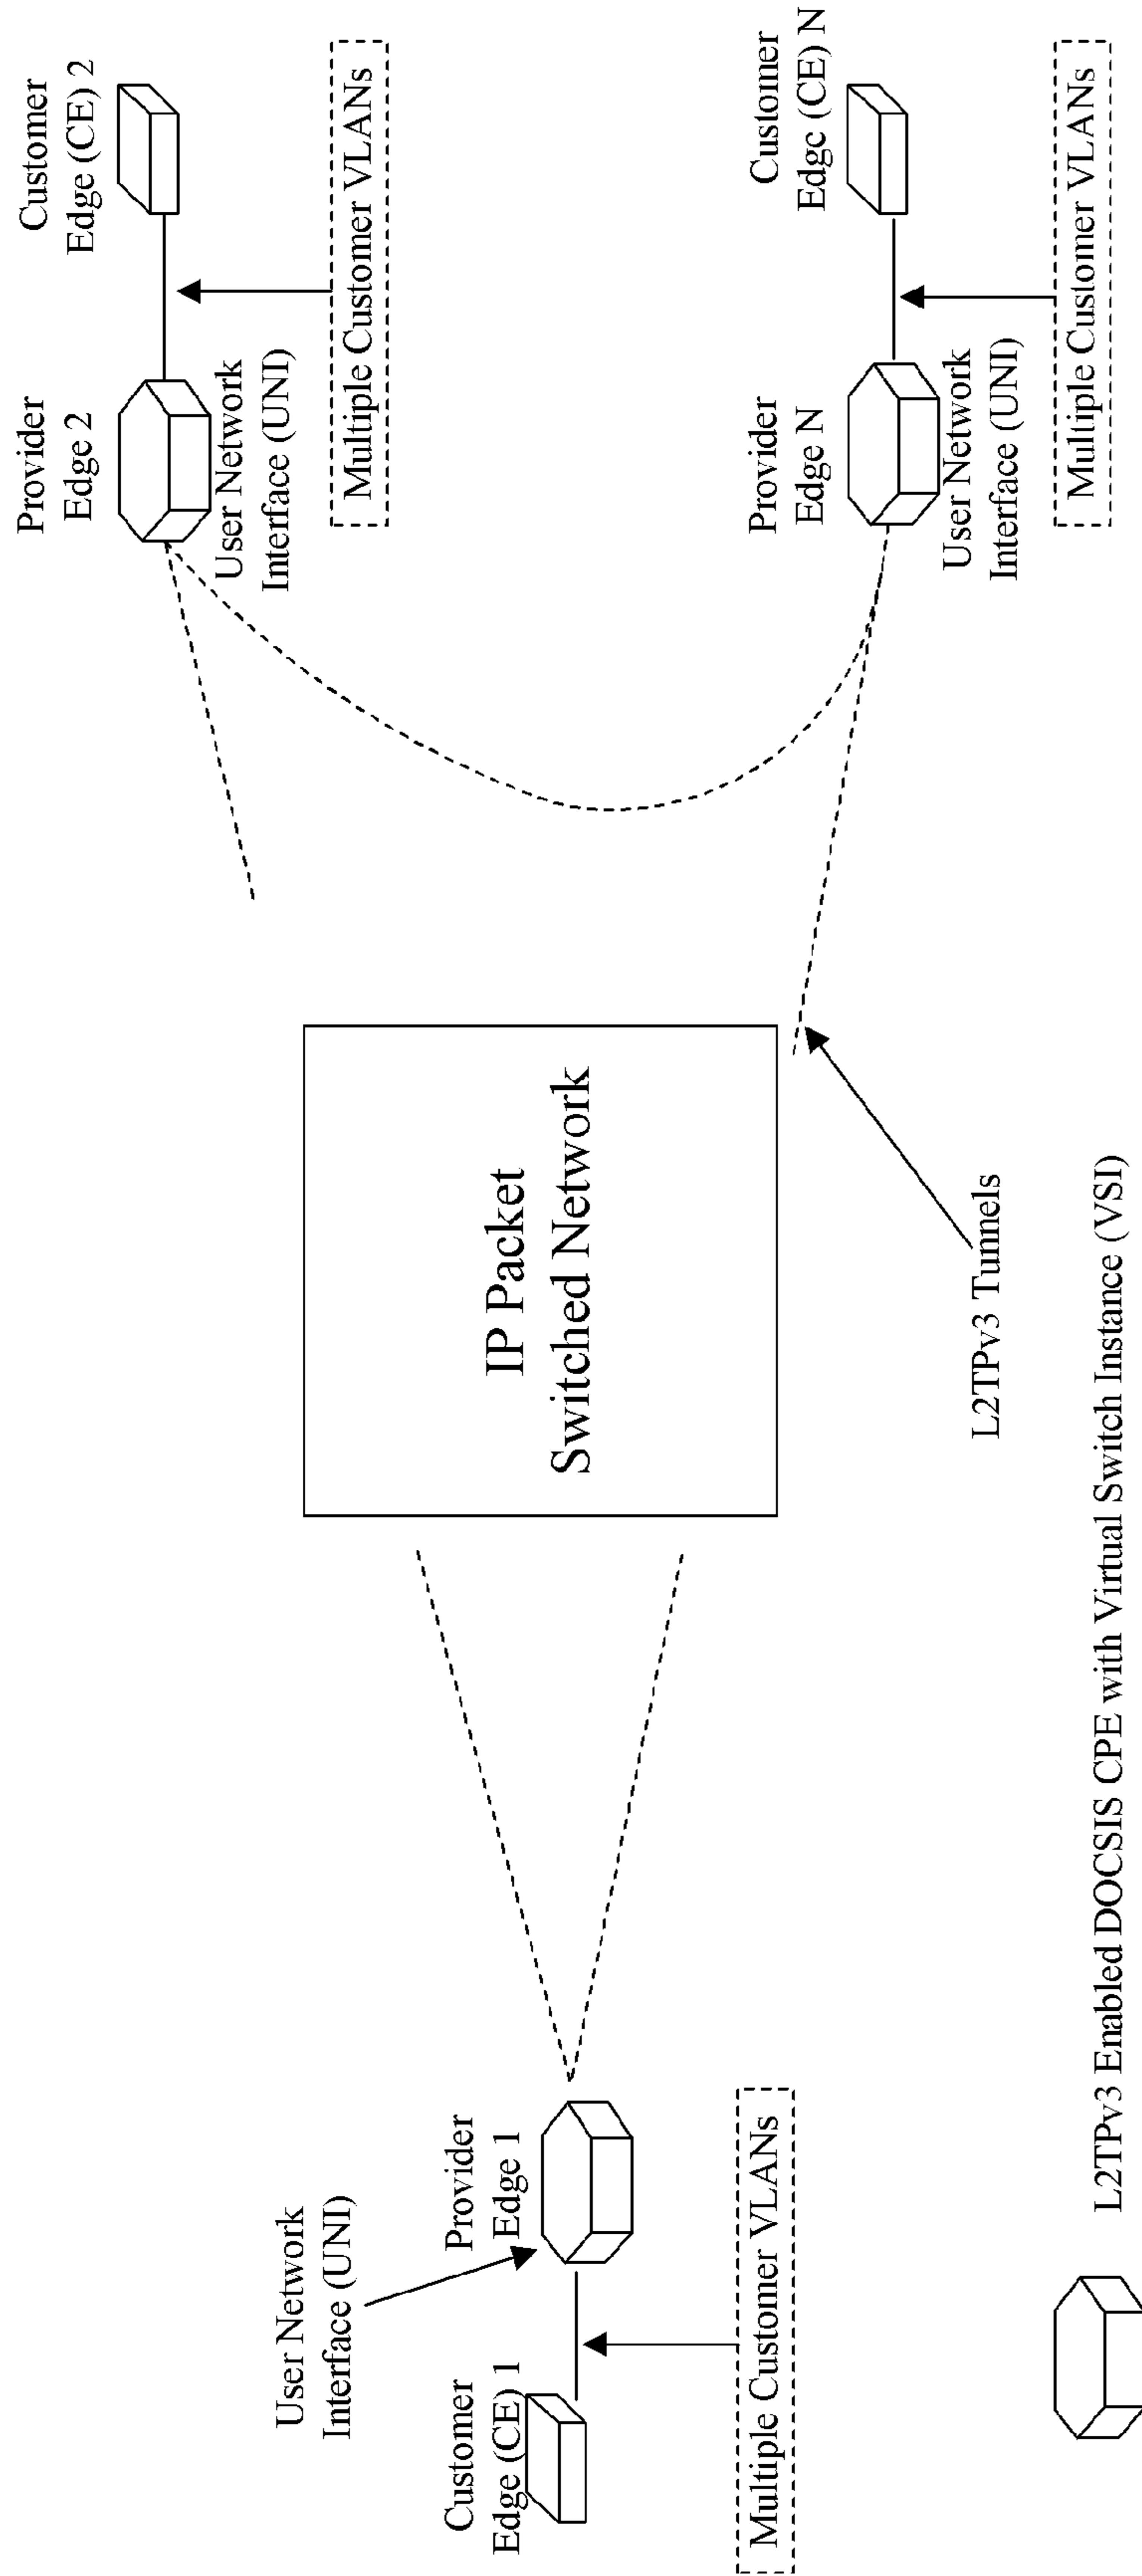 Customer
Edge (CE) 2
Provider
Edge 2
User Network
Interface (UNI)
Multiple Customer VLANs
User Network
Interface (UNI)
Provider
Edge 1
Customer
Edge (CE) 1
Multiple Customer VLANs
IP Packet
Switched Network
L2TPv3 Tunnels
Provider
Edge N
Customer
Edgc (CE) N
User Network
Interface (UNI)
Multiple Customer VLANs
L2TPv3 Enabled DOCSIS CPE with Virtual Switch Instance (VSI)